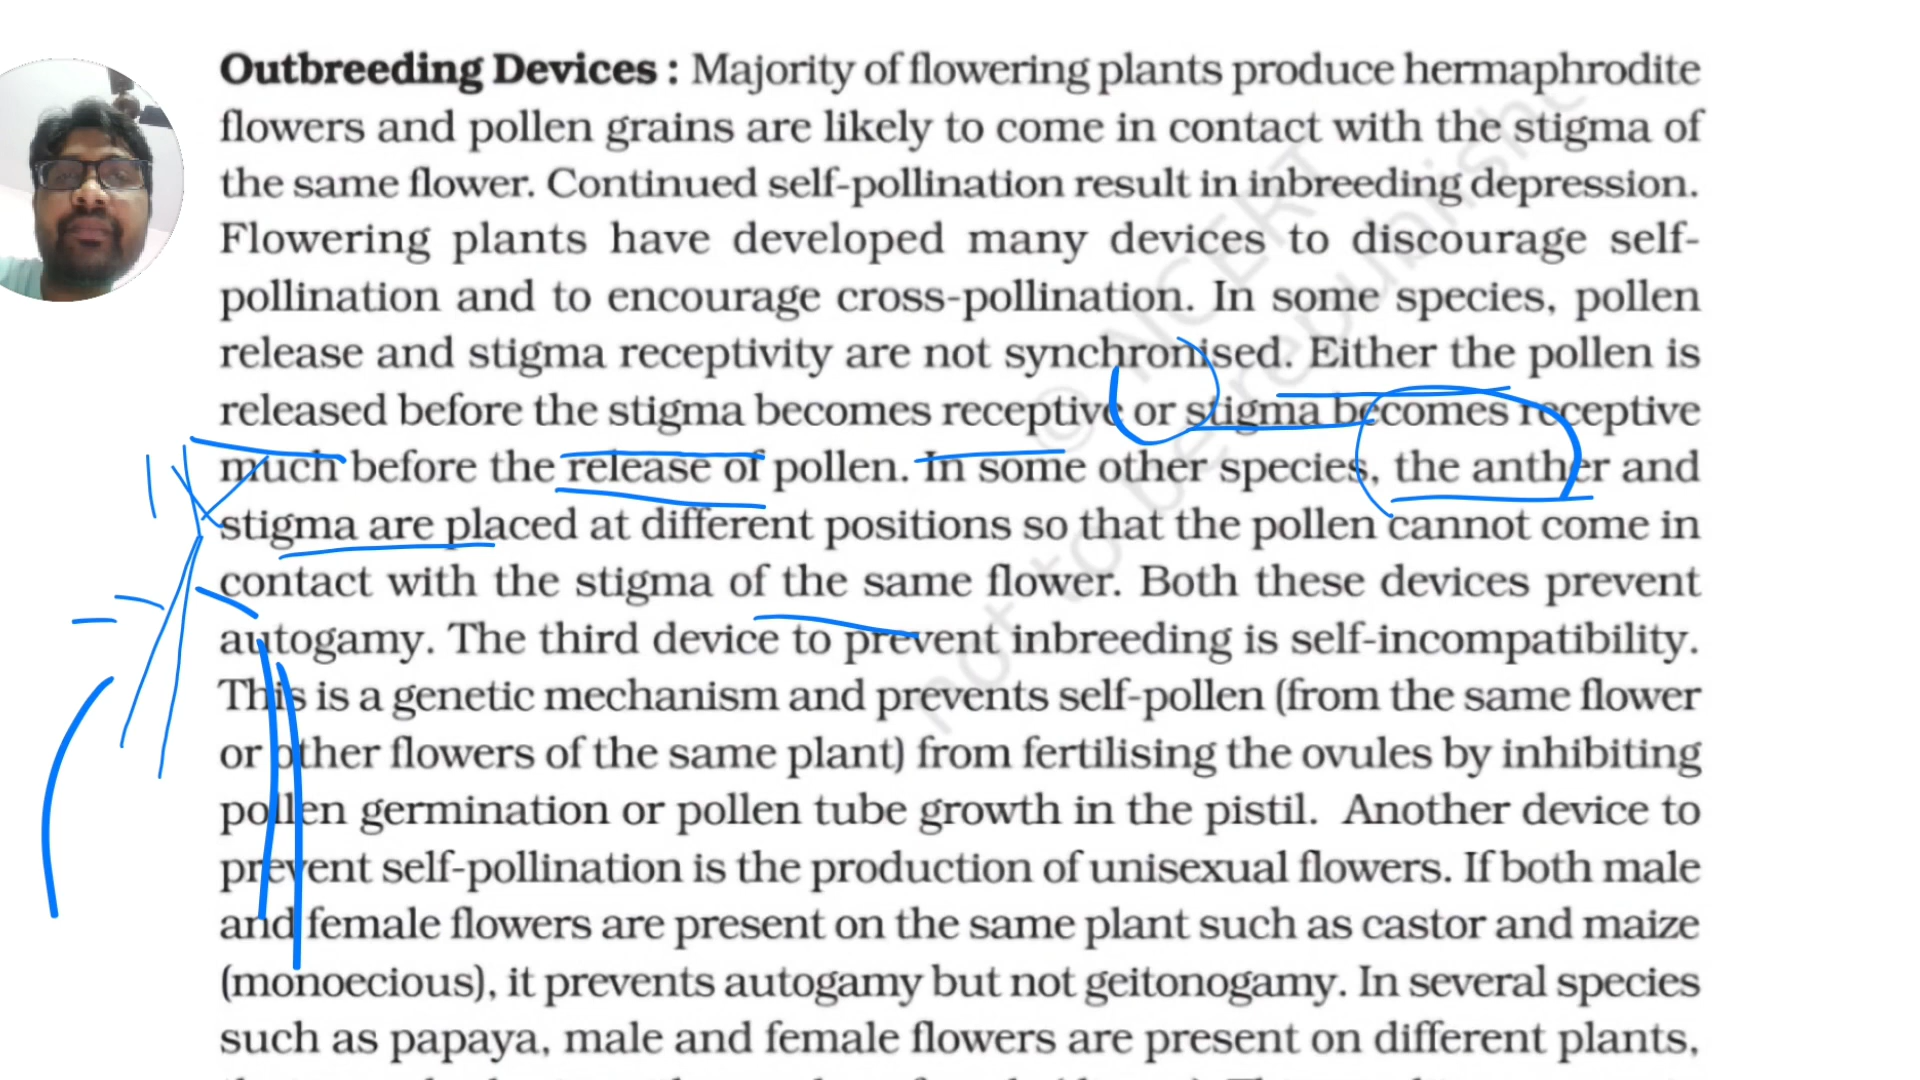 Outbreeding Devices : Majority of flowering plants produce hermaphrodite
flowers and pollen grains are likely to come in contact with the stigma of
the same flower. Continued self-pollination result in inbreeding depression.
Flowering plants have developed many devices to discourage self-
pollination and to encourage cross-pollination. In some species, pollen
release and stigma receptivity are not synchronised. Either the pollen is
released before the stigma becomes receptive or stigma becomes receptive
much before the release of pollen. In some other species, the anther and
stigma are placed at different positions so that the pollen cannot come in
contact with the stigma of the same flower. Both these devices prevent
autogamy. The third device to prevent inbreeding is self-incompatibility.
This is a genetic mechanism and prevents self-pollen (from the same flower
or other flowers of the same plant) from fertilising the ovules by inhibiting
pollen germination or pollen tube growth in the pistil. Another device to
prevent self-pollination is the production of unisexual flowers. If both male
and female flowers are present on the same plant such as castor and maize
(monoecious), it prevents autogamy but not geitonogamy. In several species
such as papaya, male and female flowers are present on different plants,
© NCERT
not to be republished